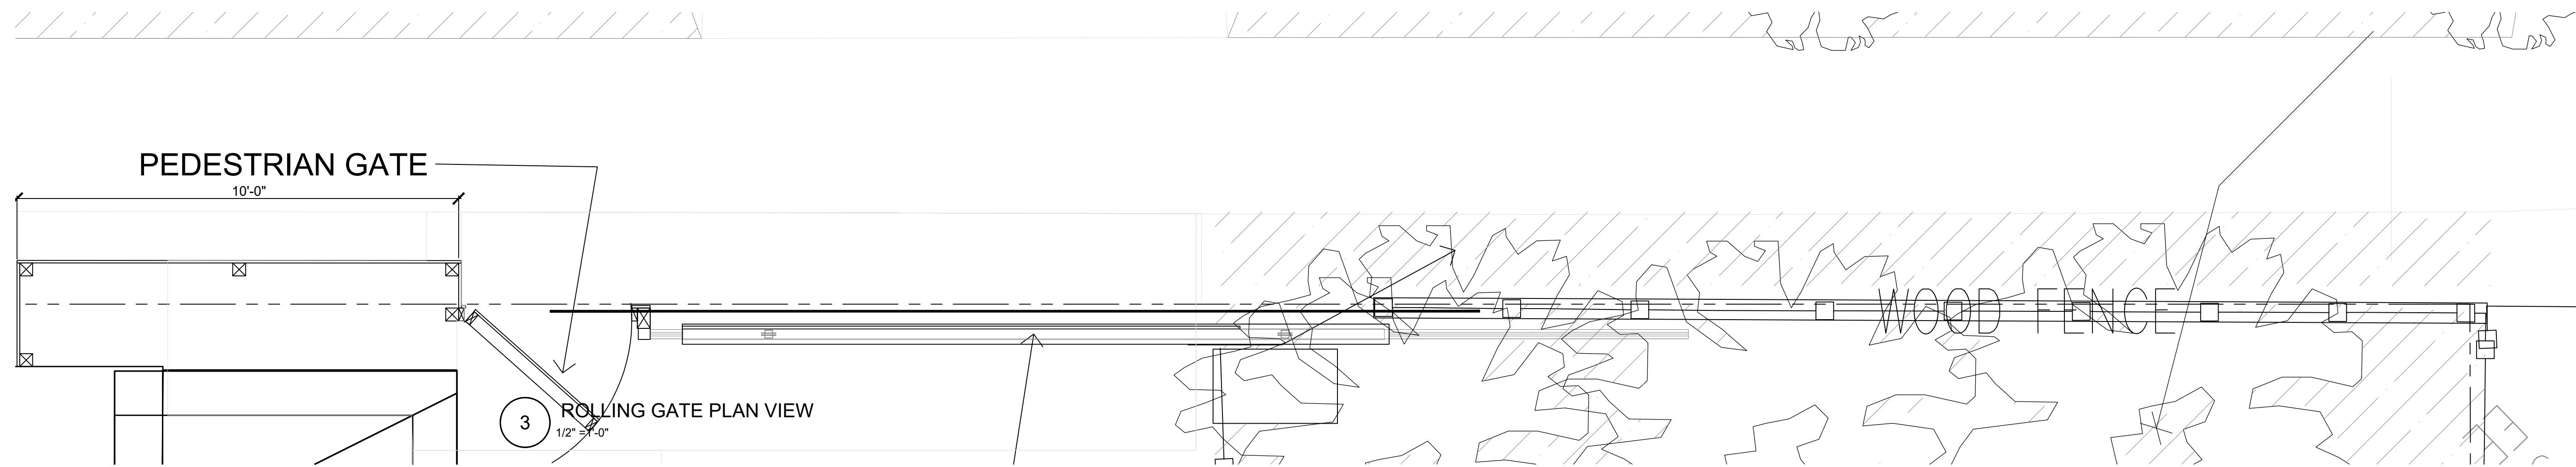 PEDESTRIAN GATE
10'-0"
WOOD FENCE
3
ROLLING GATE PLAN VIEW
1/2" =1'-0"